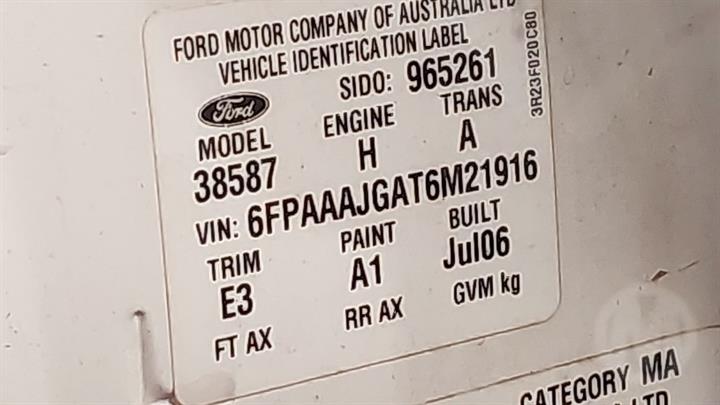 FORD MOTOR COMPANY OF AUSTRALIA LTD
VEHICLE IDENTIFICATION LABEL
Ford
SIDO: 965261
MODEL ENGINE TRANS
38587 H A
VIN: 6FPAAAJGAT6M21916
TRIM PAINT BUILT
E3 A1 Jul06
FT AX RR AX GVM kg
3R23F020C80
CATEGORY MA
LTD